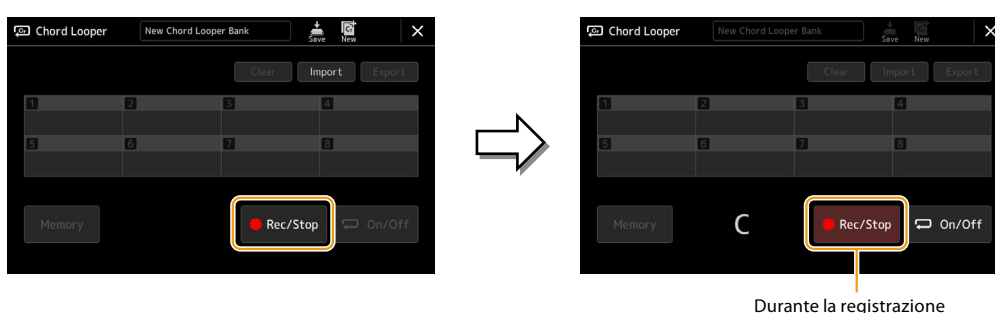 Chord Looper New Chord Looper Bank Save New
Clear Import Export
1 2 3 4
5 6 7 8
Memory Rec/Stop On/Off
Chord Looper New Chord Looper Bank Save New
Clear Import Export
1 2 3 4
5 6 7 8
Memory C Rec/Stop On/Off
Durante la registrazione